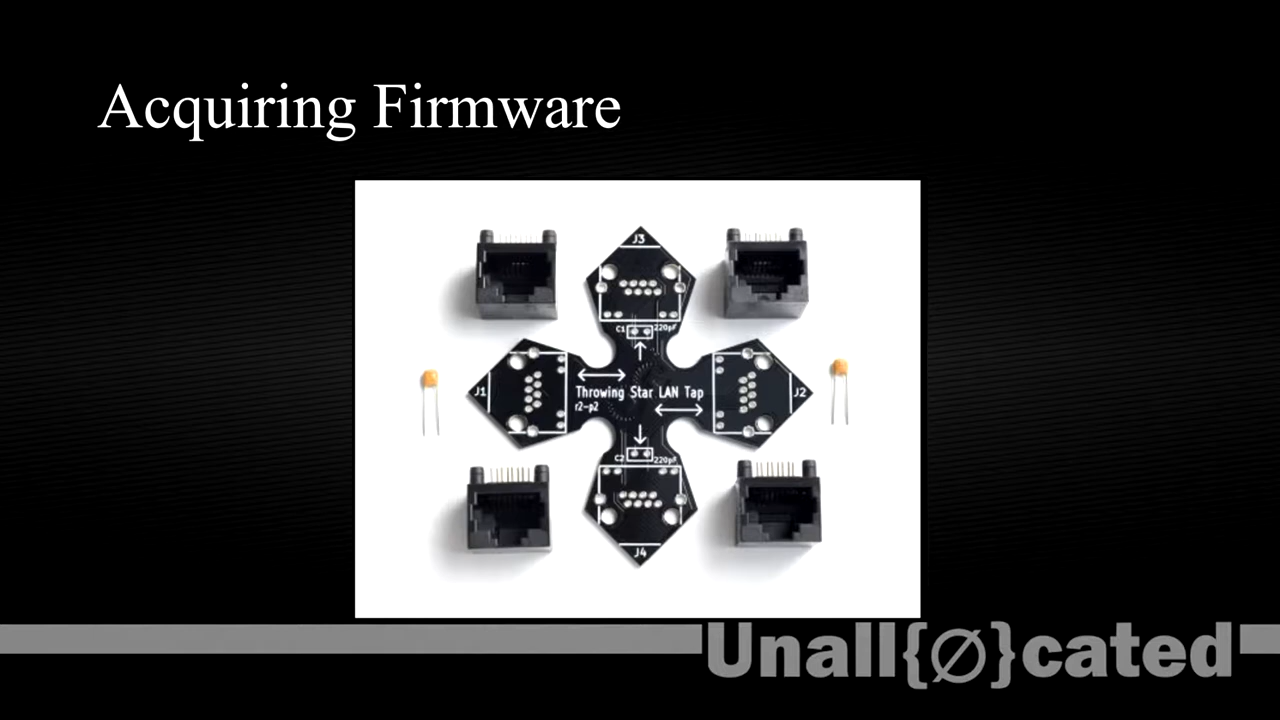 Acquiring Firmware
J3
C1 220pF
J1
Throwing Star LAN Tap
r2-p2
J2
C2 220pF
J4
Unall{Ø}cated